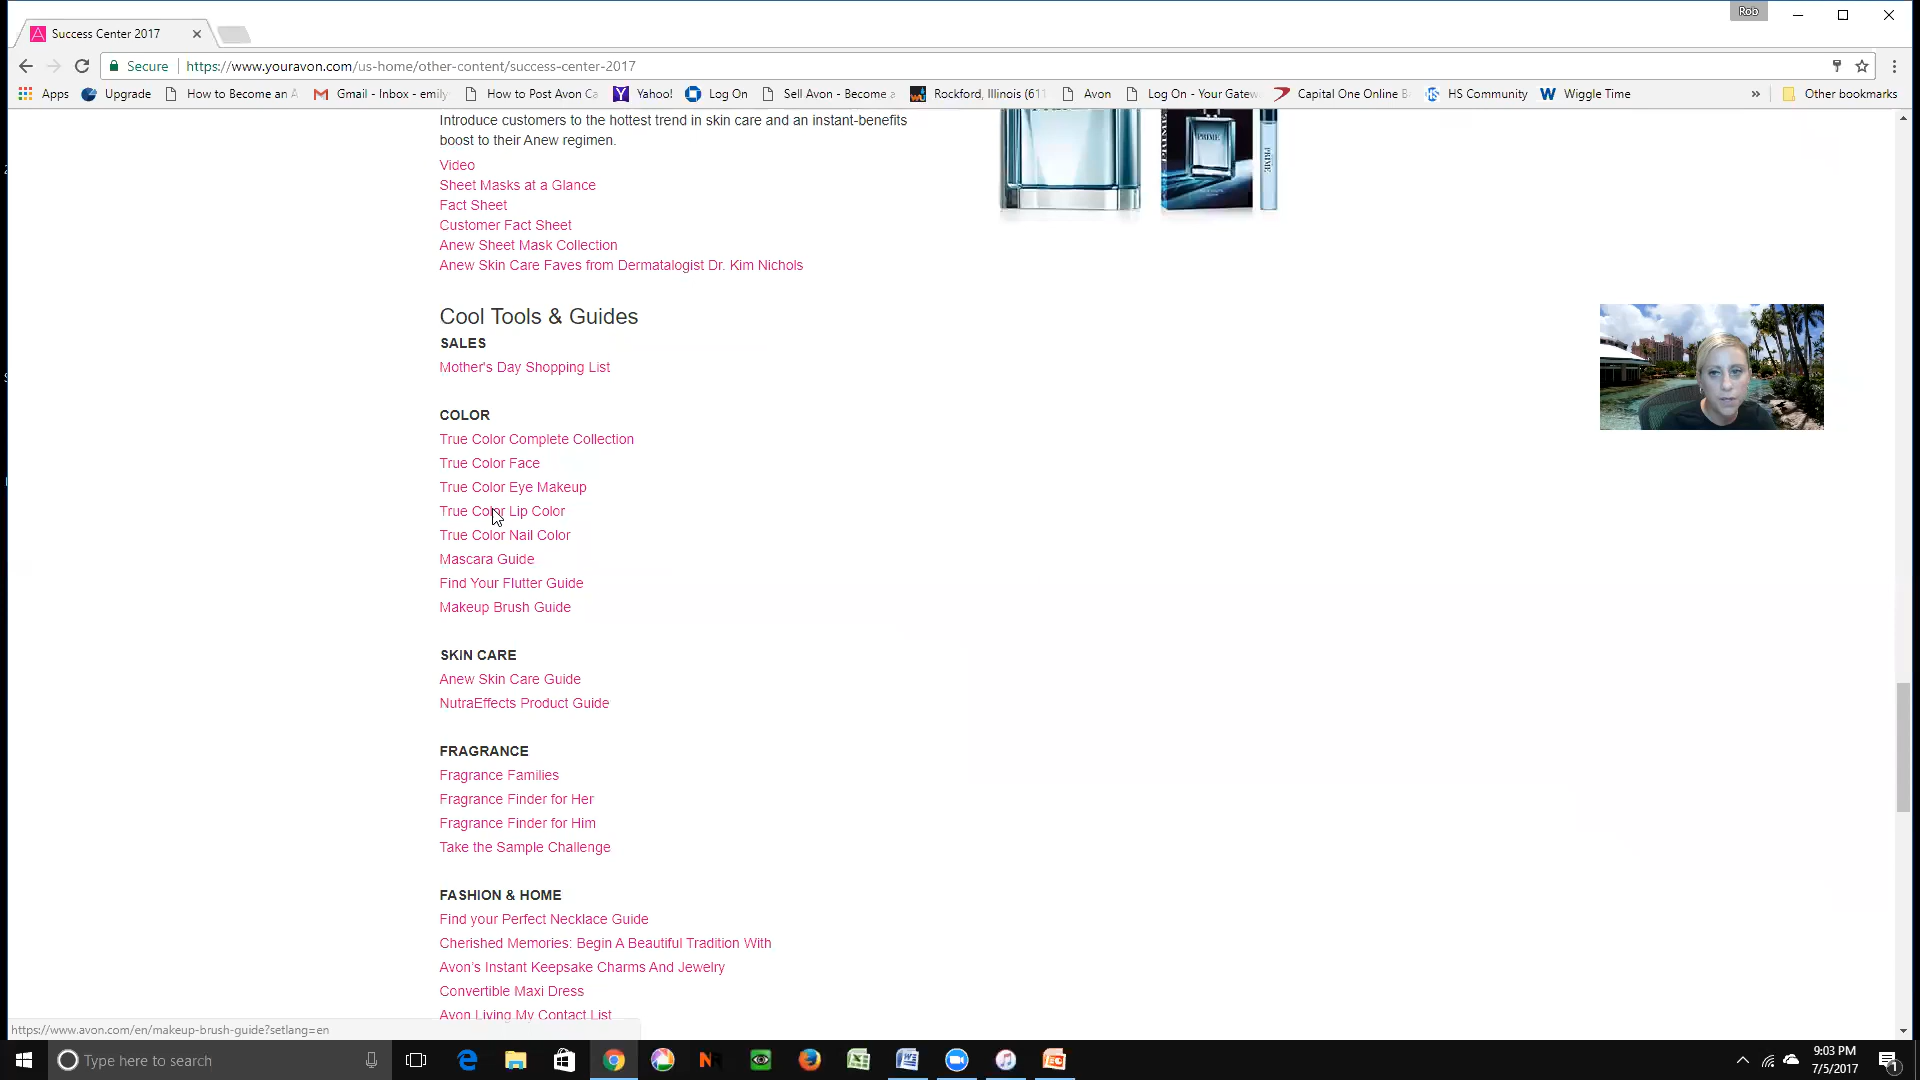 Rob
Success Center 2017
Secure https://www.youravon.com/us-home/other-content/success-center-2017
Apps Upgrade How to Become an A Gmail - Inbox - emily How to Post Avon Ca Yahoo! Log On Sell Avon - Become a Rockford, Illinois (611 Avon Log On - Your Gatew Capital One Online B HS Community Wiggle Time » Other bookmarks
Introduce customers to the hottest trend in skin care and an instant-benefits
boost to their Anew regimen.
Video
Sheet Masks at a Glance
Fact Sheet
Customer Fact Sheet
Anew Sheet Mask Collection
Anew Skin Care Faves from Dermatalogist Dr. Kim Nichols
PRIME
PRIME
PRIME
Cool Tools & Guides
SALES
Mother's Day Shopping List
COLOR
True Color Complete Collection
True Color Face
True Color Eye Makeup
True Color Lip Color
True Color Nail Color
Mascara Guide
Find Your Flutter Guide
Makeup Brush Guide
SKIN CARE
Anew Skin Care Guide
NutraEffects Product Guide
FRAGRANCE
Fragrance Families
Fragrance Finder for Her
Fragrance Finder for Him
Take the Sample Challenge
FASHION & HOME
Find your Perfect Necklace Guide
Cherished Memories: Begin A Beautiful Tradition With
Avon's Instant Keepsake Charms And Jewelry
Convertible Maxi Dress
Avon Living My Contact List
https://www.avon.com/en/makeup-brush-guide?setlang=en
Type here to search
9:03 PM
7/5/2017
1